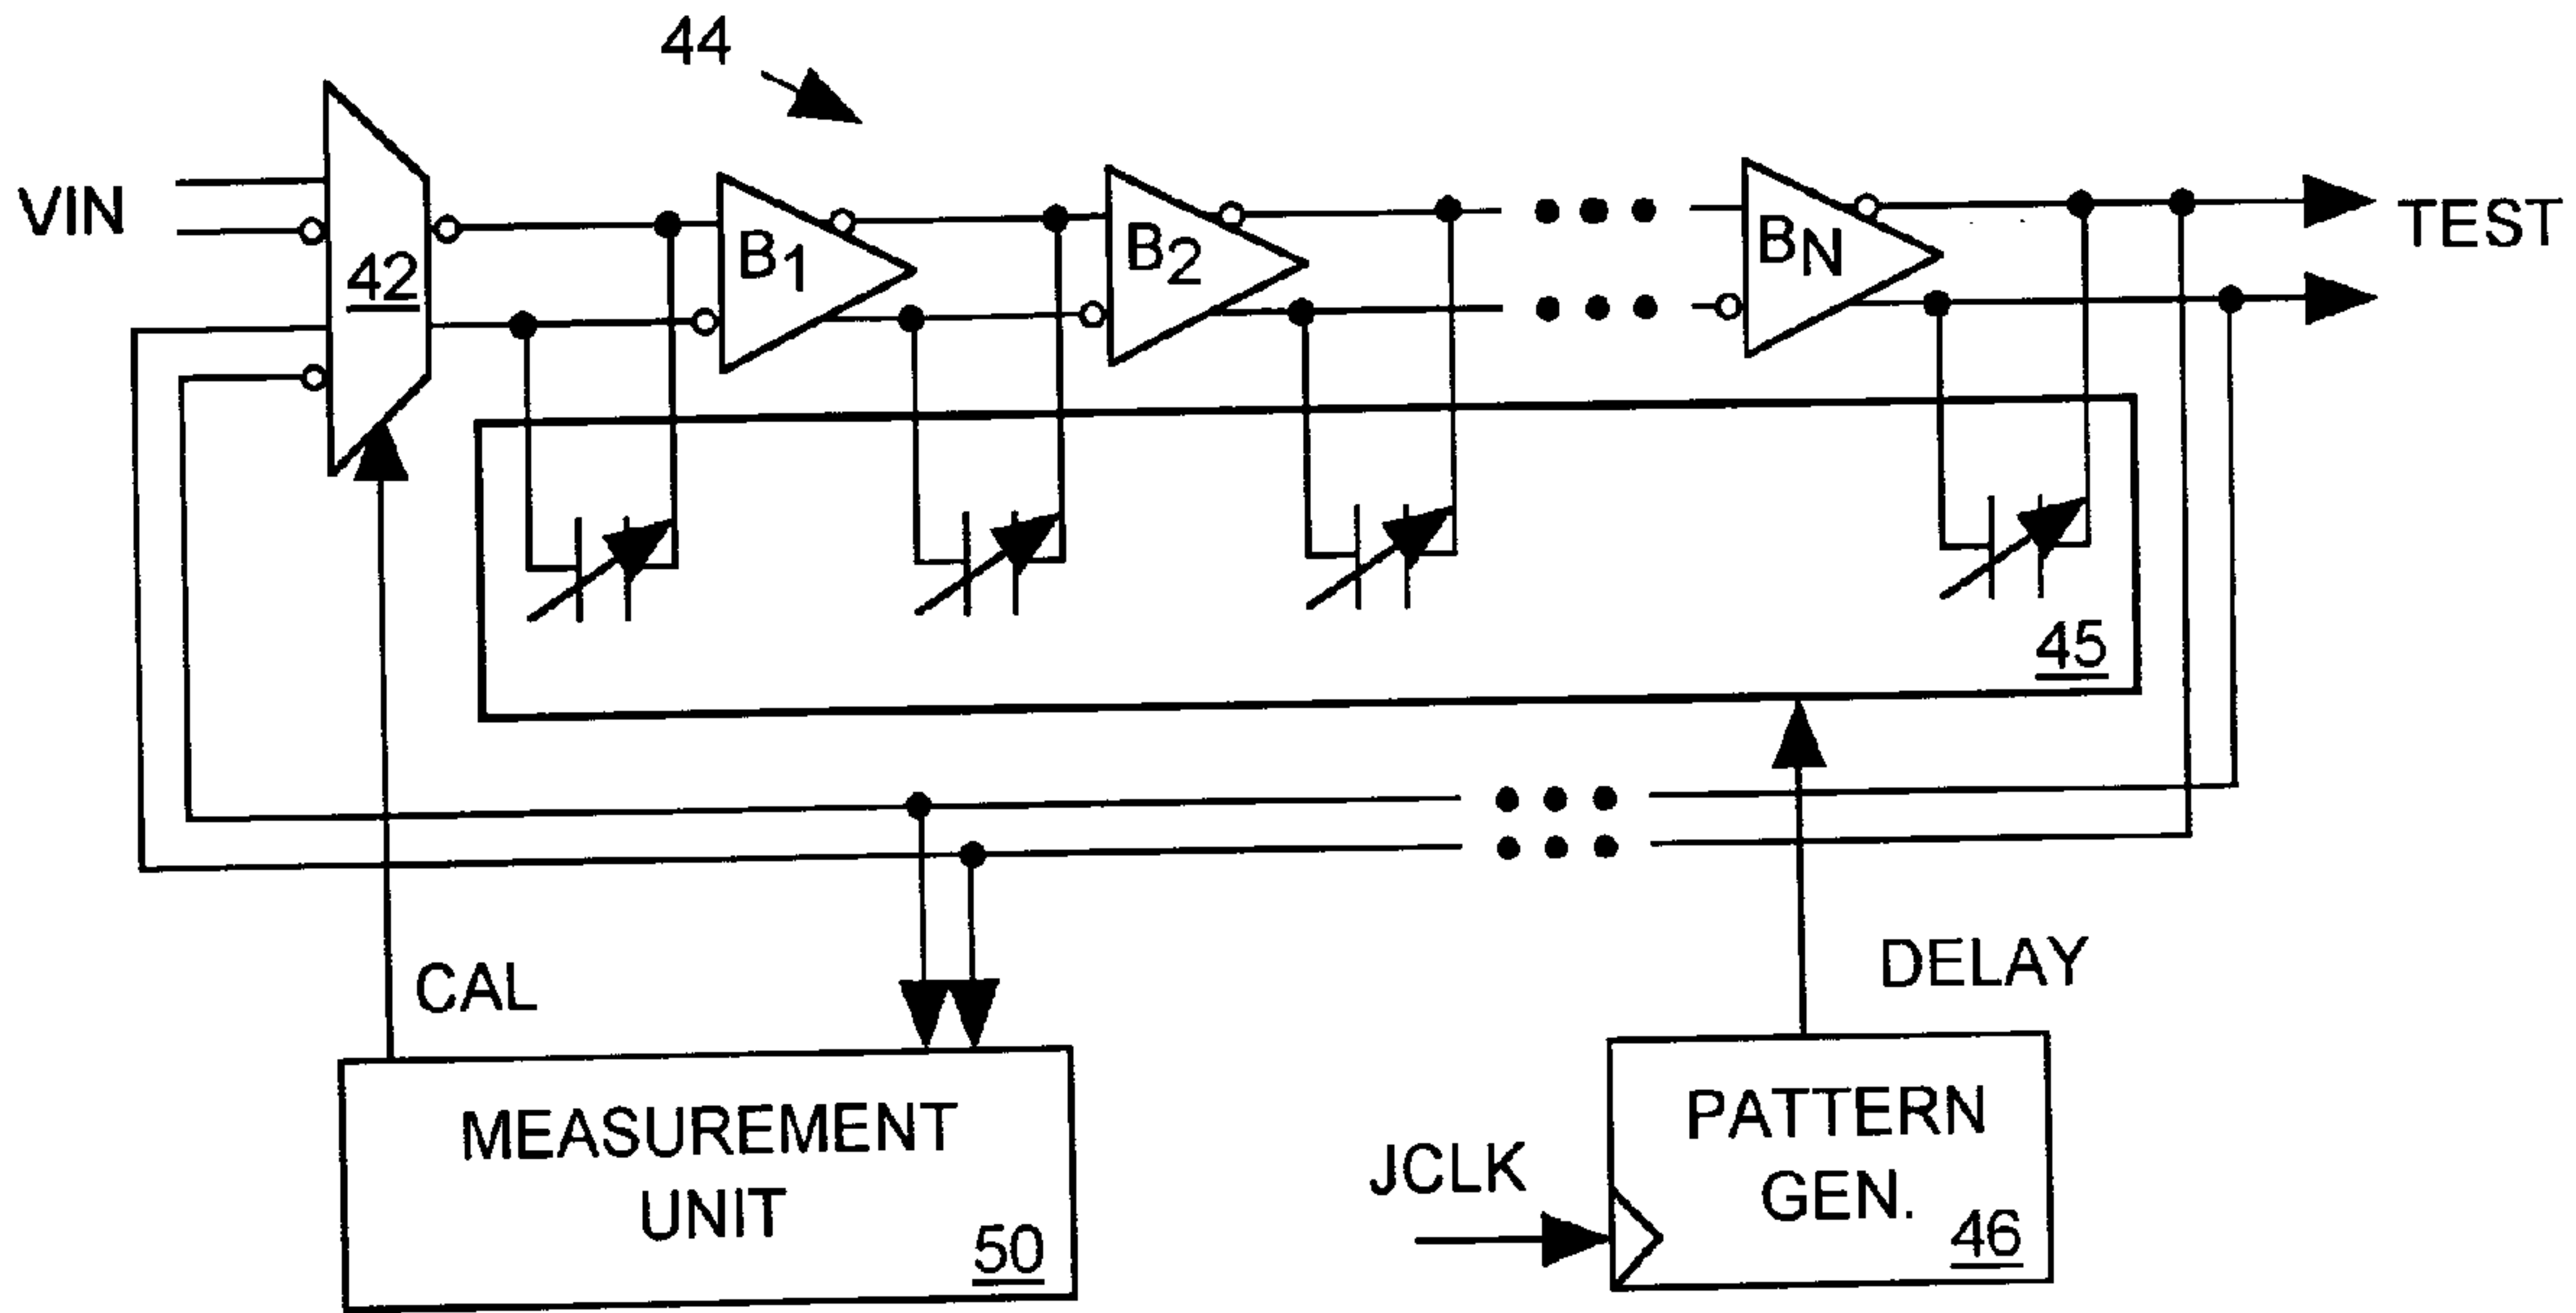 44
VIN
42
B1
B2
BN
TEST
45
CAL
DELAY
MEASUREMENT
UNIT
50
JCLK
PATTERN
GEN.
46